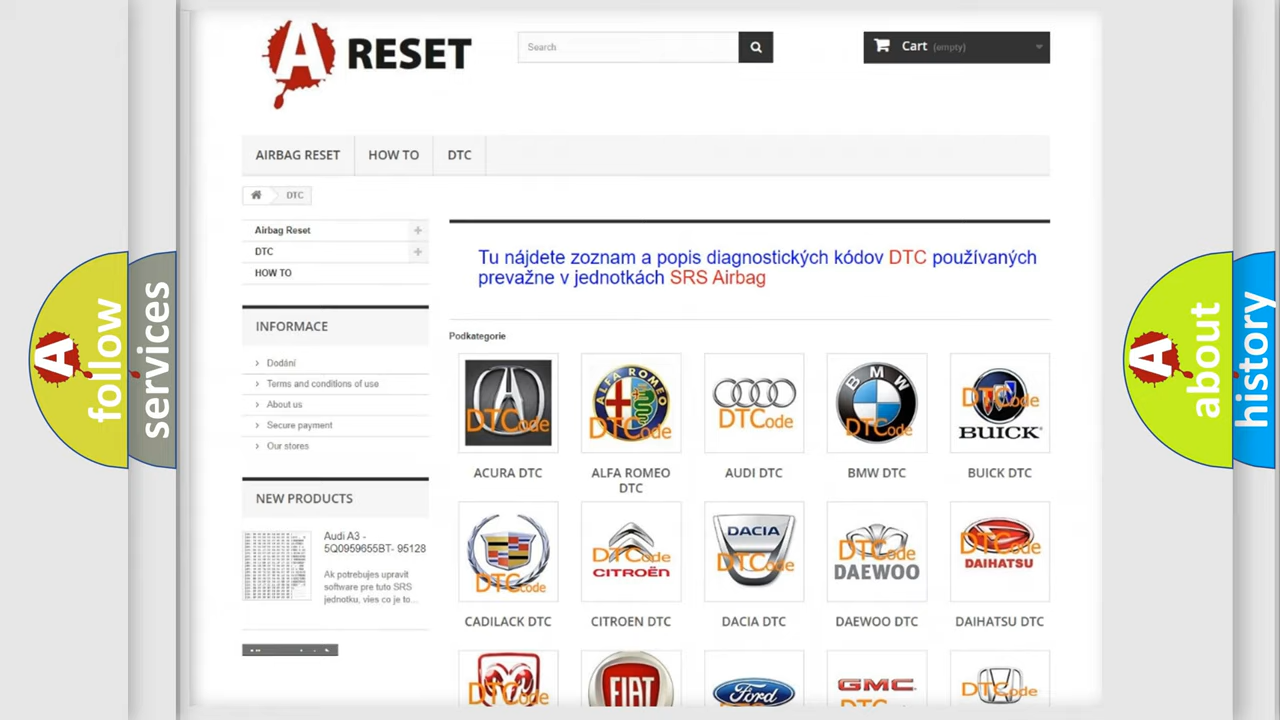 A RESET
Search
Cart (empty)
AIRBAG RESET
HOW TO
DTC
DTC
Airbag Reset
DTC
HOW TO
INFORMACE
Dodání
Terms and conditions of use
About us
Secure payment
Our stores
NEW PRODUCTS
Audi A3 -
5Q0959655BT- 95128
Ak potrebujes upravit
software pre tuto SRS
jednotku, vies co je to...
Tu nájdete zoznam a popis diagnostických kódov DTC používaných
prevažne v jednotkách SRS Airbag
Podkategorie
DTCode
ALFA ROMEO
DTCode
DTCode
BMW
DTCode
DTCode
BUICK
ACURA DTC
ALFA ROMEO
DTC
AUDI DTC
BMW DTC
BUICK DTC
DTCode
DTCode
CITROËN
DACIA
DTCode
DTCode
DAEWOO
DTCode
DAIHATSU
CADILACK DTC
CITROEN DTC
DACIA DTC
DAEWOO DTC
DAIHATSU DTC
DTCode
FIAT
Ford
GMC
DTCode
A follow
services
A about
history